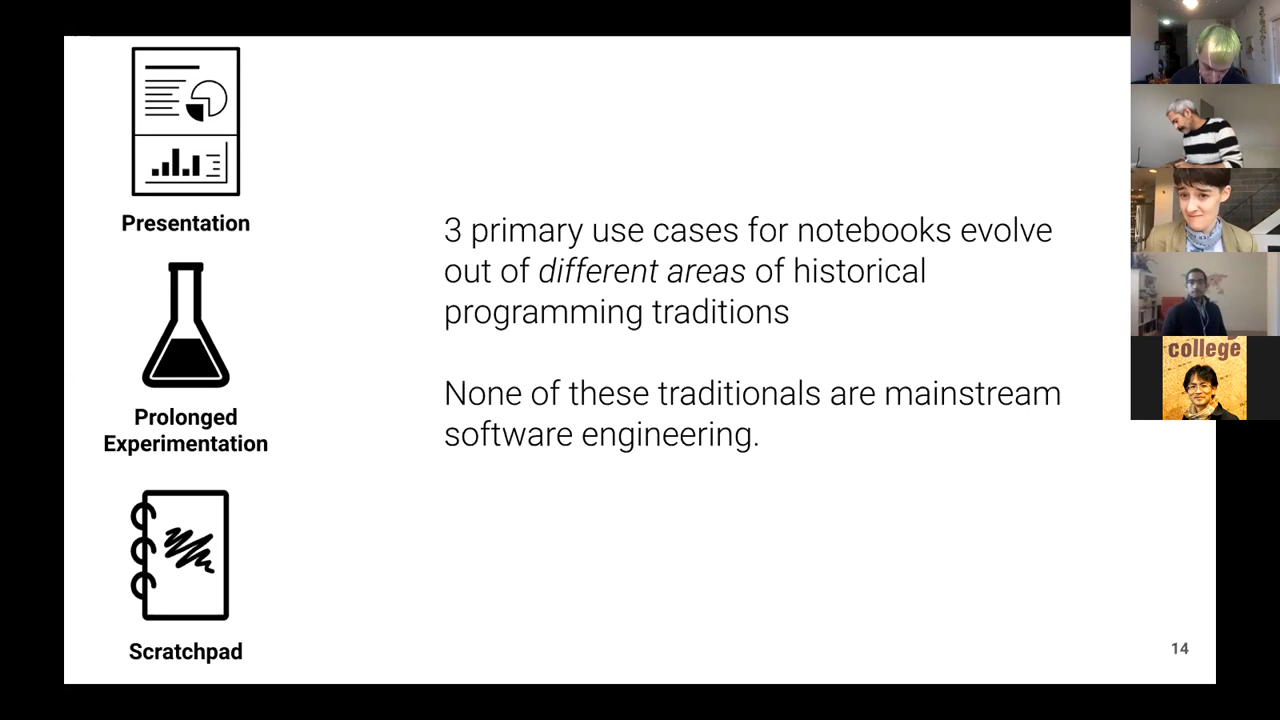 Presentation
Prolonged
Experimentation
Scratchpad
3 primary use cases for notebooks evolve
out of different areas of historical
programming traditions
None of these traditionals are mainstream
software engineering.
14
college